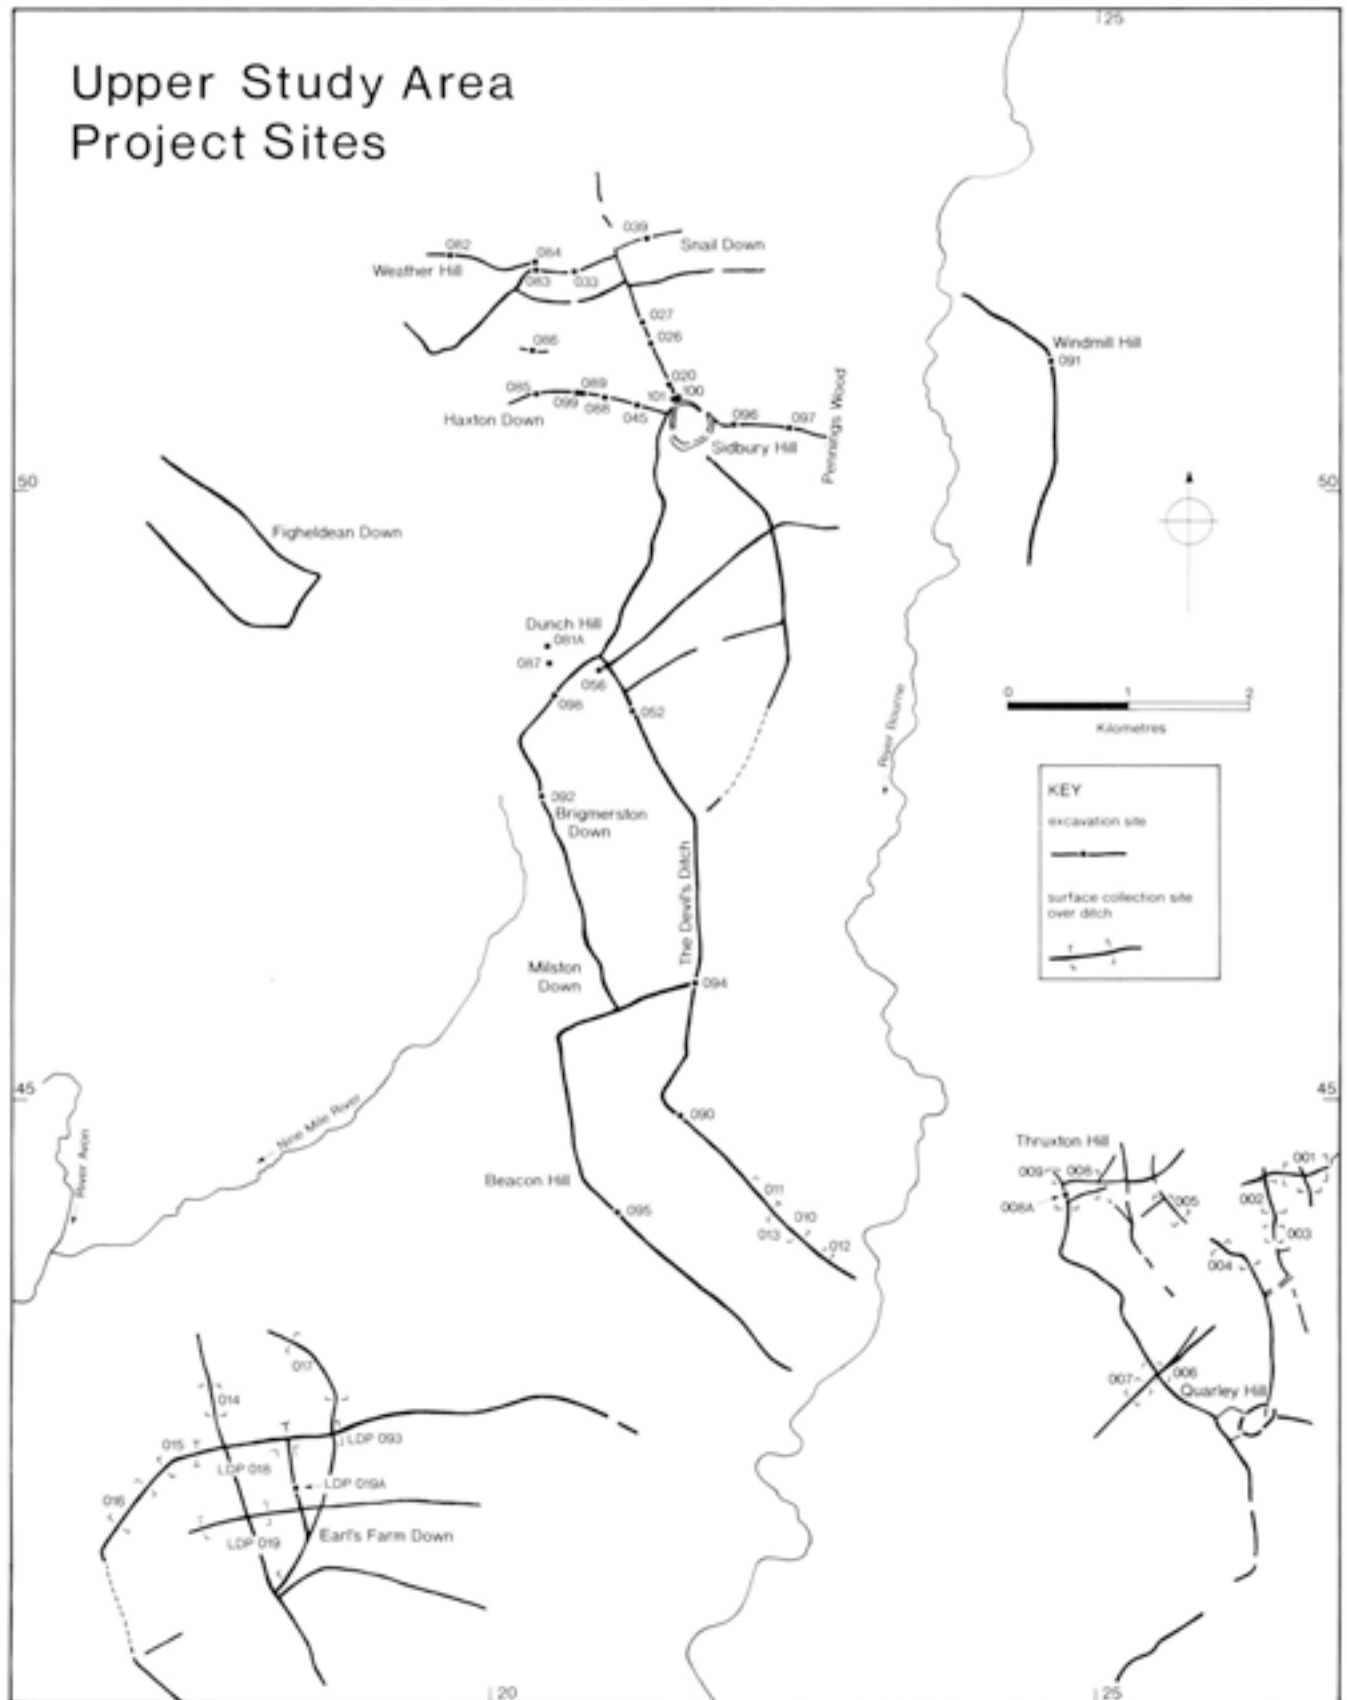 25
Upper Study Area
Project Sites
039
082
084
Snail Down
Weather Hill
083
033
027
026
Windmill Hill
091
086
020
085
089
101
100
099
088
045
096
097
Haxton Down
Pennings Wood
Sidbury Hill
50
50
Figheldean Down
Dunch Hill
081A
087
056
098
052
River Bourne
0
1
2
Kilometres
KEY
092
Brigmerston
Down
excavation site
The Devil's Ditch
surface collection site
over ditch
Milston
Down
094
45
45
090
Nine Mile River
River Avon
Thruxton Hill
001
009
008
Beacon Hill
011
002
005
008A
095
010
013
003
012
004
017
007
006
014
Quarley Hill
015
LDP 093
LDP 018
LDP 019A
016
Earl's Farm Down
LDP 019
20
25